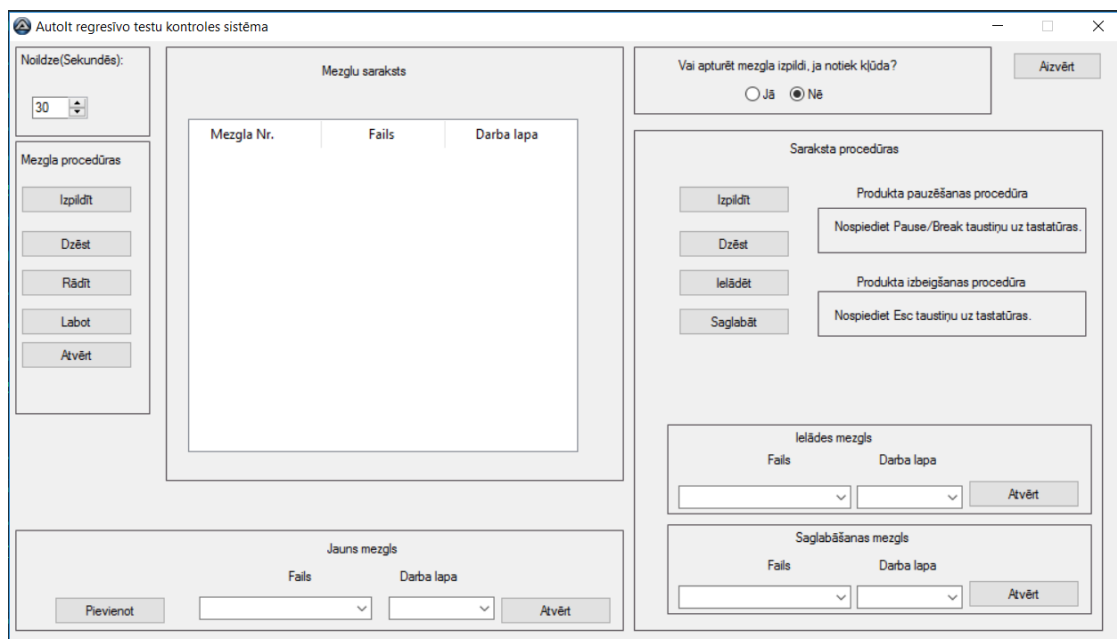 AutoIt regresīvo testu kontroles sistēma
Noildze(Sekundēs):
30
Mezgla procedūras
Izpildīt
Dzēst
Rādīt
Labot
Atvērt
Mezglu saraksts
Mezgla Nr. Fails Darba lapa
Vai apturēt mezgla izpildi, ja notiek kļūda?
Jā Nē
Aizvērt
Saraksta procedūras
Izpildīt
Dzēst
Ielādēt
Saglabāt
Produkta pauzēšanas procedūra
Nospiediet Pause/Break taustiņu uz tastatūras.
Produkta izbeigšanas procedūra
Nospiediet Esc taustiņu uz tastatūras.
Ielādes mezgls
Fails Darba lapa
Atvērt
Saglabāšanas mezgls
Fails Darba lapa
Atvērt
Jauns mezgls
Fails Darba lapa
Pievienot Atvērt